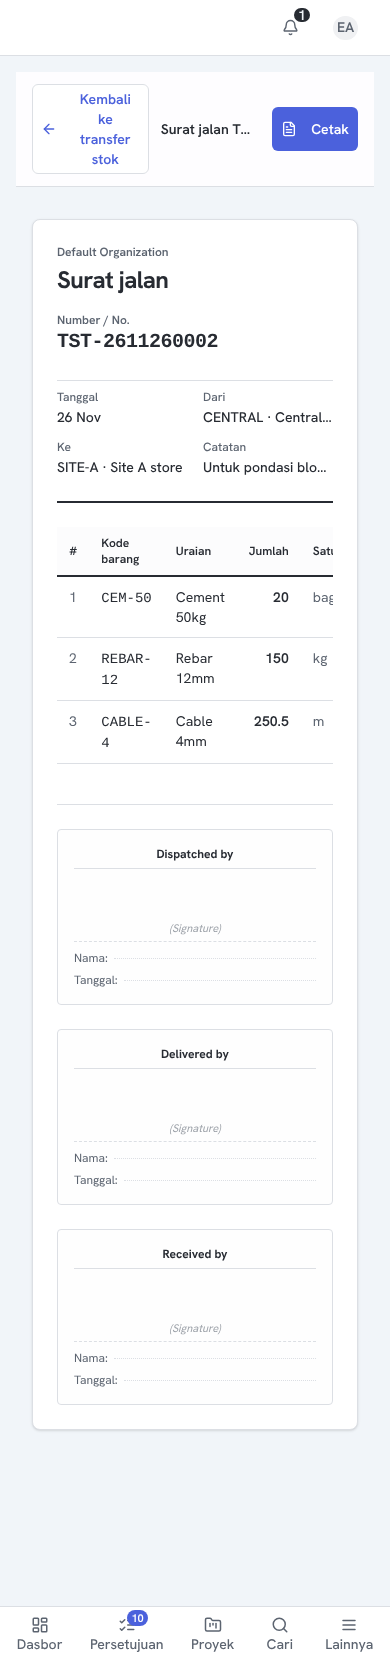 1
EA
Kembali
ke
transfer
stok
Surat jalan T...
Cetak
Default Organization
Surat jalan
Number / No.
TST-2611260002
Tanggal
Dari
26 Nov
CENTRAL · Central...
Ke
Catatan
SITE-A · Site A store
Untuk pondasi blo...
# Kode barang Uraian Jumlah Satu
1 CEM-50 Cement 50kg 20 bag
2 REBAR-12 Rebar 12mm 150 kg
3 CABLE-4 Cable 4mm 250.5 m
Dispatched by
(Signature)
Nama:
Tanggal:
Delivered by
(Signature)
Nama:
Tanggal:
Received by
(Signature)
Nama:
Tanggal:
10
Dasbor Persetujuan Proyek Cari Lainnya